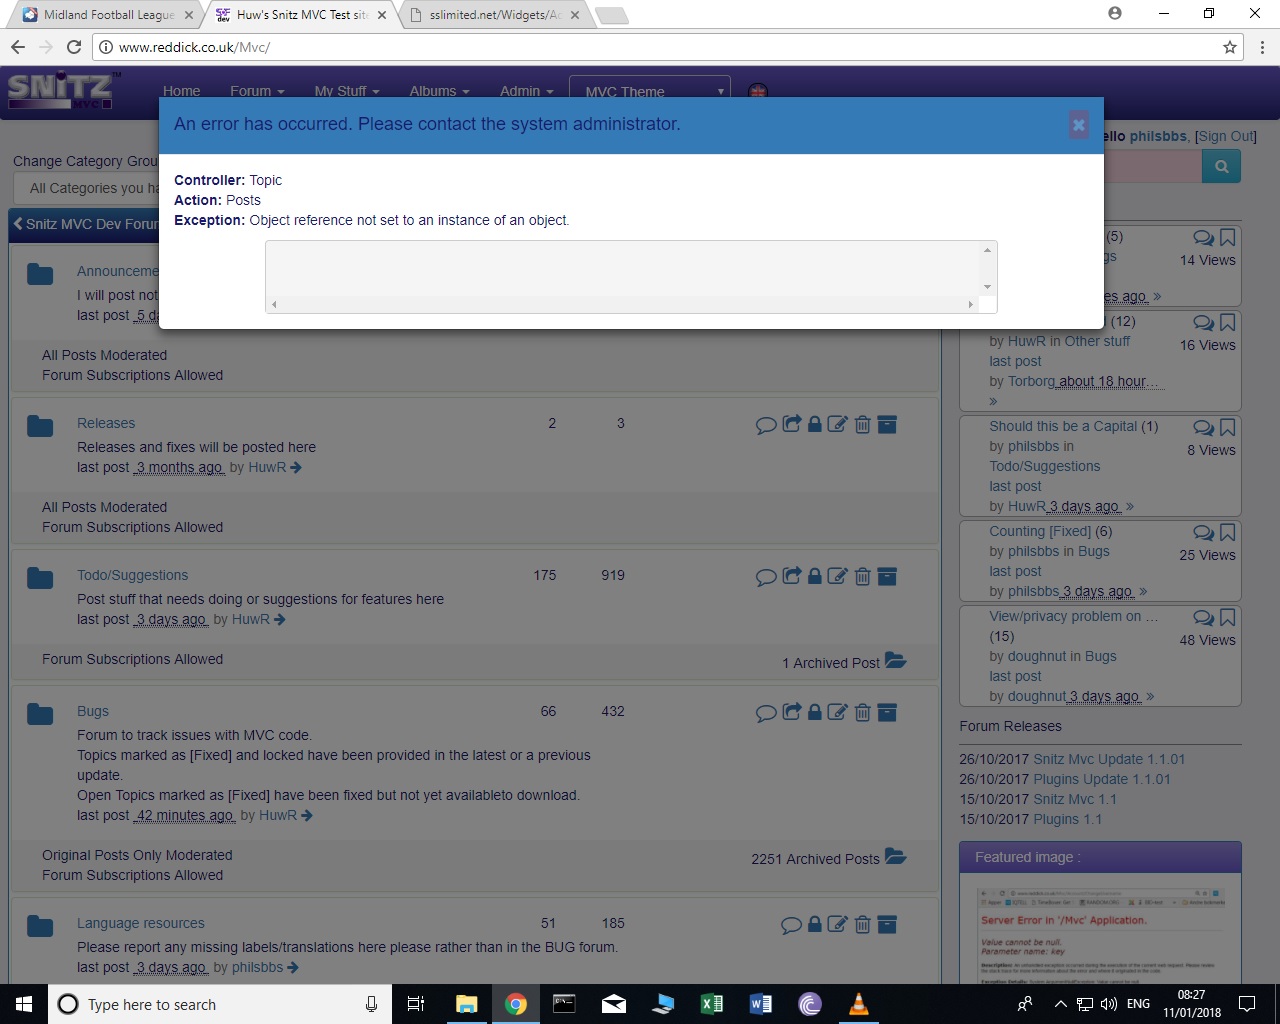 Midland Football League
Huw's Snitz MVC Test site
sslimited.net/Widgets/Ac
www.reddick.co.uk/Mvc/
SNiTZ™
MVC
Home Forum My Stuff Albums Admin MVC Theme
An error has occurred. Please contact the system administrator.
ello philsbbs, [Sign Out]
Change Category Grou
All Categories you ha
Controller: Topic
Action: Posts
Exception: Object reference not set to an instance of an object.
Snitz MVC Dev Forun
Announceme
I will post not
last post 5 da
All Posts Moderated
Forum Subscriptions Allowed
Releases 2 3
Releases and fixes will be posted here
last post 3 months ago by HuwR
All Posts Moderated
Forum Subscriptions Allowed
Todo/Suggestions 175 919
Post stuff that needs doing or suggestions for features here
last post 3 days ago by HuwR
Forum Subscriptions Allowed
1 Archived Post
Bugs 66 432
Forum to track issues with MVC code.
Topics marked as [Fixed] and locked have been provided in the latest or a previous
update.
Open Topics marked as [Fixed] have been fixed but not yet availableto download.
last post 42 minutes ago by HuwR
Original Posts Only Moderated
2251 Archived Posts
Forum Subscriptions Allowed
Language resources 51 185
Please report any missing labels/translations here please rather than in the BUG forum.
last post 3 days ago by philsbbs
(5)
gs
14 Views
es ago »
(12)
by HuwR in Other stuff
16 Views
last post
by Torborg about 18 hour...
»
Should this be a Capital (1)
by philsbbs in
8 Views
Todo/Suggestions
last post
by HuwR 3 days ago »
Counting [Fixed] (6)
by philsbbs in Bugs
25 Views
last post
by philsbbs 3 days ago »
View/privacy problem on ...
(15)
48 Views
by doughnut in Bugs
last post
by doughnut 3 days ago »
Forum Releases
26/10/2017 Snitz Mvc Update 1.1.01
26/10/2017 Plugins Update 1.1.01
15/10/2017 Snitz Mvc 1.1
15/10/2017 Plugins 1.1
Featured image :
Server Error in '/Mvc' Application.
Value cannot be null.
Parameter name: key
Type here to search
ENG
08:27
11/01/2018